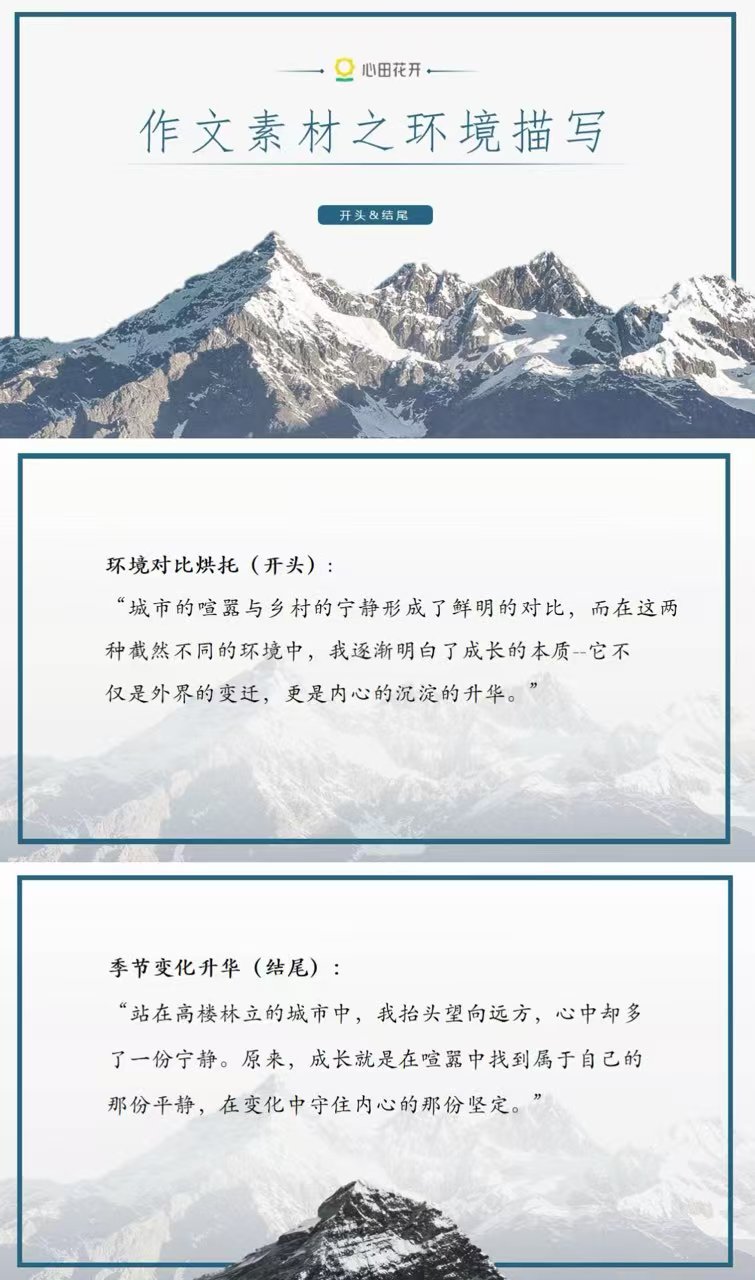 心田花开
作文素材之环境描写
开头&结尾
环境对比烘托（开头）:
“城市的喧嚣与乡村的宁静形成了鲜明的对比，而在这两
种截然不同的环境中，我逐渐明白了成长的本质--它不
仅是外界的变迁，更是内心的沉淀的升华。”
季节变化升华（结尾）:
“站在高楼林立的城市中，我抬头望向远方，心中却多
了一份宁静。原来，成长就是在喧嚣中找到属于自己的
那份平静，在变化中守住内心的那份坚定。”